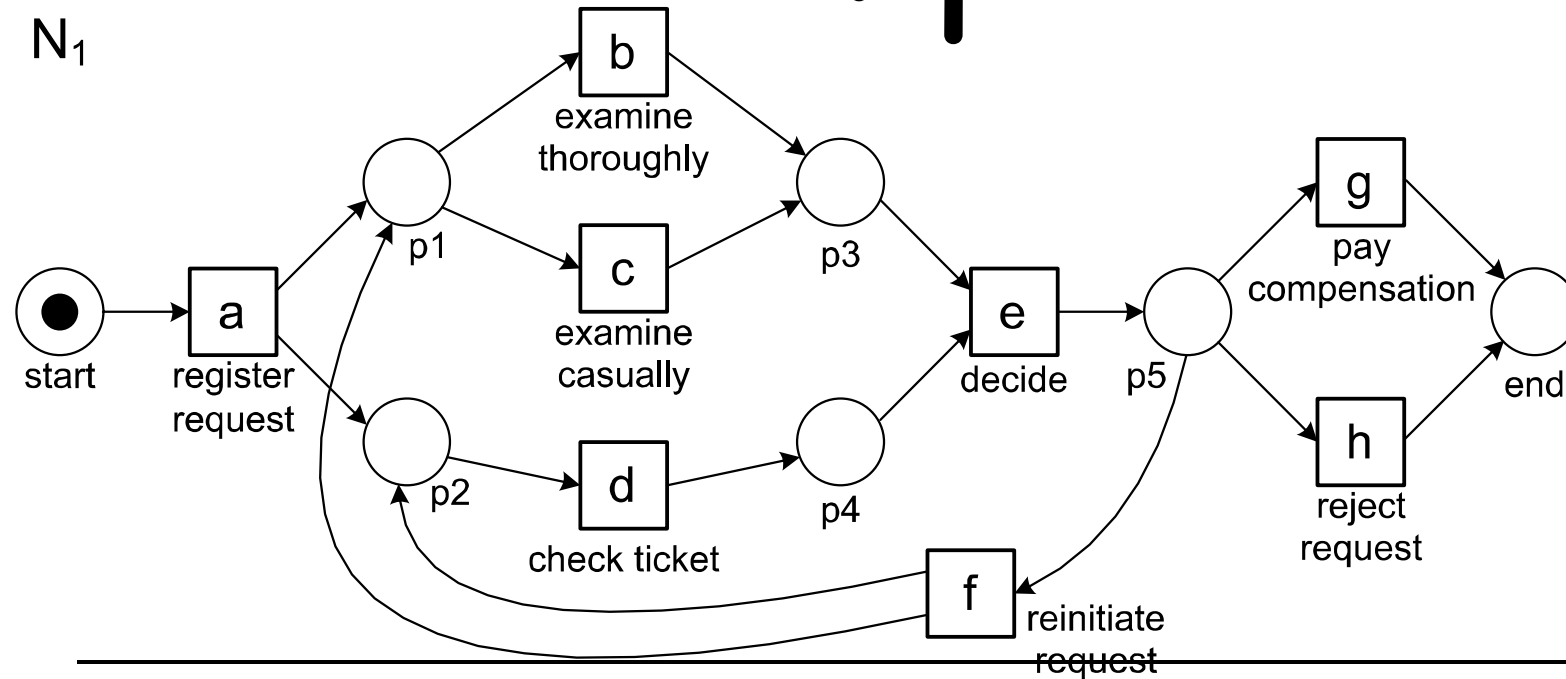 N1
b
examine
thoroughly
p1
c
examine
casually
p3
start
a
register
request
p2
d
check ticket
p4
e
decide
p5
g
pay
compensation
h
reject
request
end
f
reinitiate
request